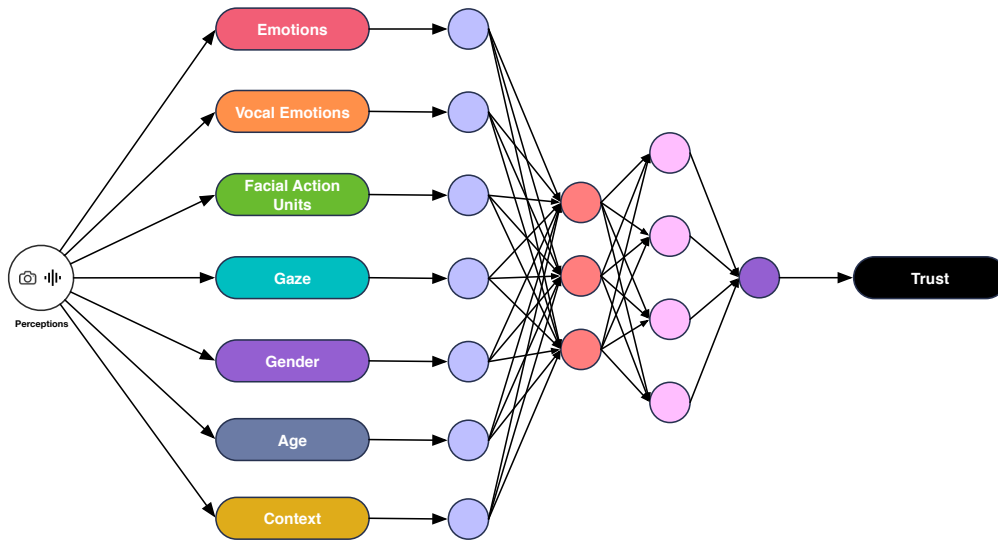 Emotions
Vocal Emotions
Facial Action
Units
Gaze
Perceptions
Trust
Gender
Age
Context